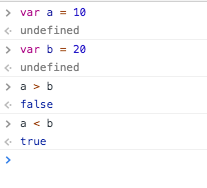 var a = 10
undefined
var b = 20
undefined
a > b
false
a < b
true